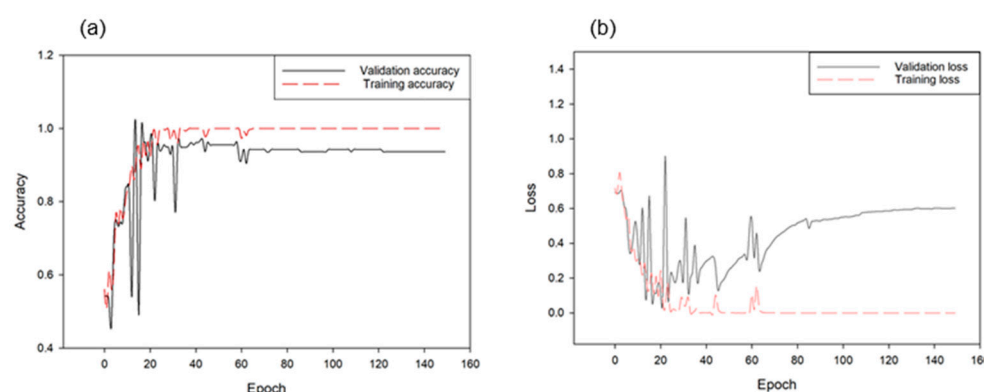 (a)
Validation accuracy
Training accuracy
1.2
1.0
0.8
0.6
0.4
Accuracy
0 20 40 60 80 100 120 140 160
Epoch
(b)
Validation loss
Training loss
1.4
1.2
1.0
0.8
0.6
0.4
0.2
0.0
Loss
0 20 40 60 80 100 120 140 160
Epoch